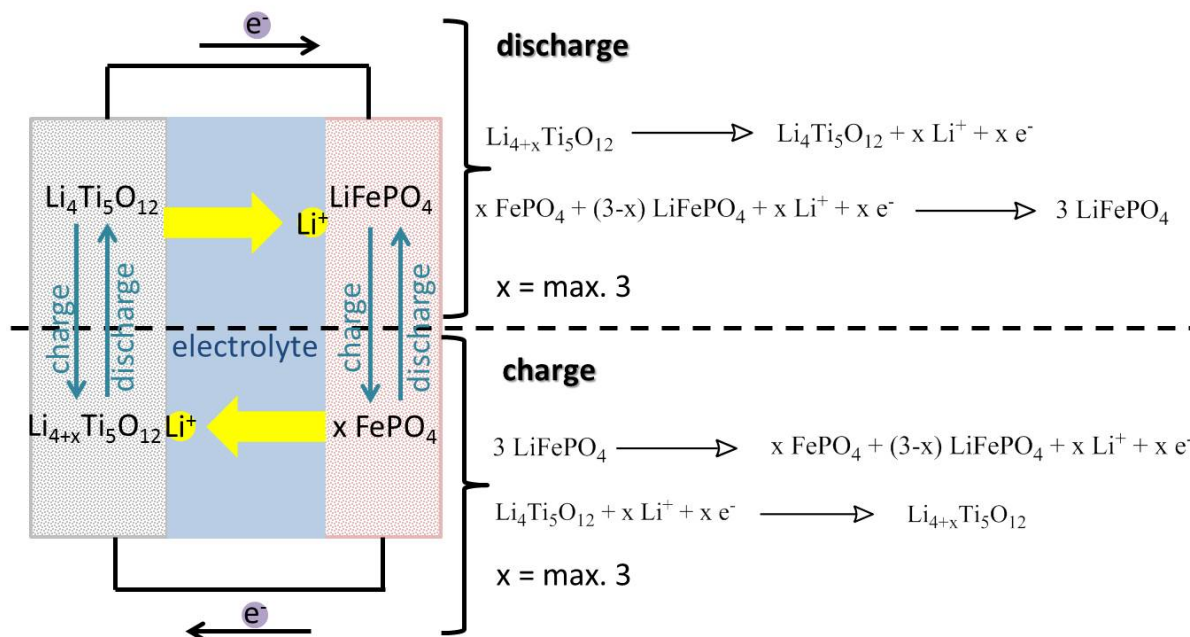 e⁻
discharge
Li₄₊ₓTi₅O₁₂ → Li₄Ti₅O₁₂ + x Li⁺ + x e⁻
Li₄Ti₅O₁₂
Li⁺
LiFePO₄
x FePO₄ + (3-x) LiFePO₄ + x Li⁺ + x e⁻ → 3 LiFePO₄
charge
discharge
charge
discharge
x = max. 3
electrolyte
charge
Li₄₊ₓTi₅O₁₂
Li⁺
x FePO₄
3 LiFePO₄ → x FePO₄ + (3-x) LiFePO₄ + x Li⁺ + x e⁻
Li₄Ti₅O₁₂ + x Li⁺ + x e⁻ → Li₄₊ₓTi₅O₁₂
x = max. 3
e⁻